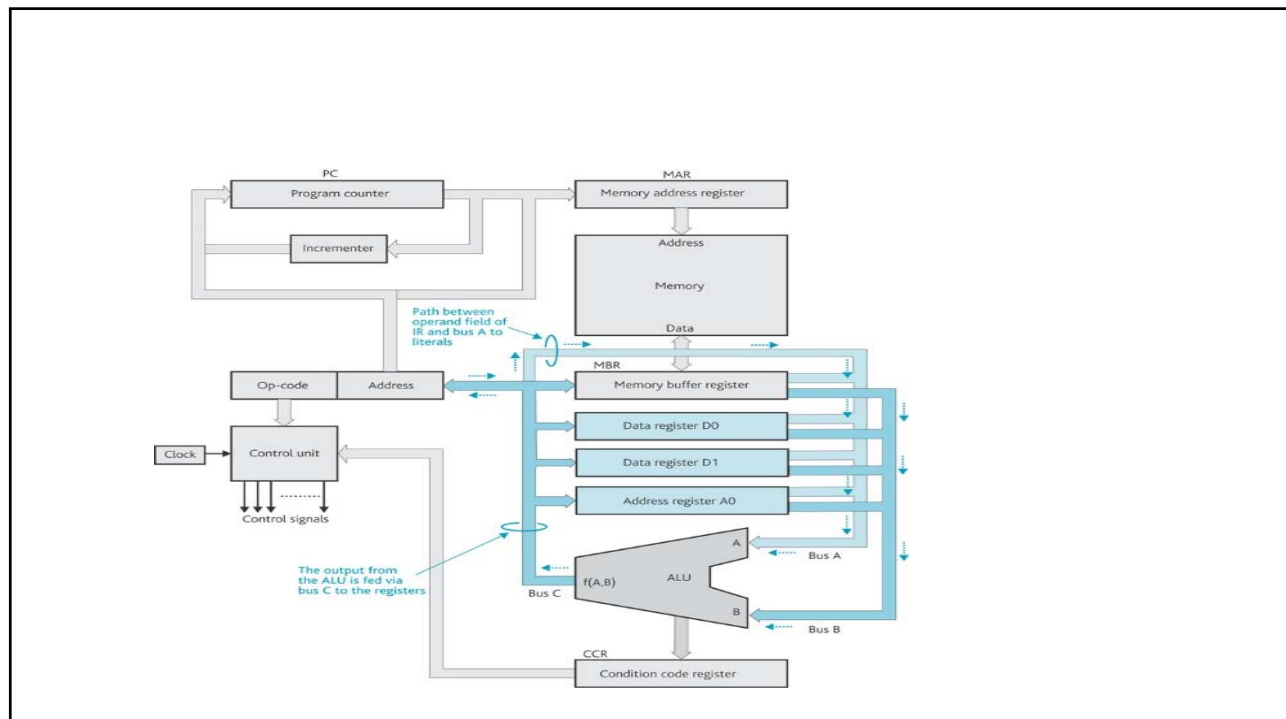 PC
Program counter
MAR
Memory address register
Incrementer
Address
Memory
Data
Path between
operand field of
IR and bus A to
literals
MBR
Memory buffer register
Op-code
Address
Data register D0
Clock
Control unit
Data register D1
Address register A0
Control signals
A
Bus A
The output from
the ALU is fed via
bus C to the registers
f(A,B)
ALU
Bus C
B
Bus B
CCR
Condition code register